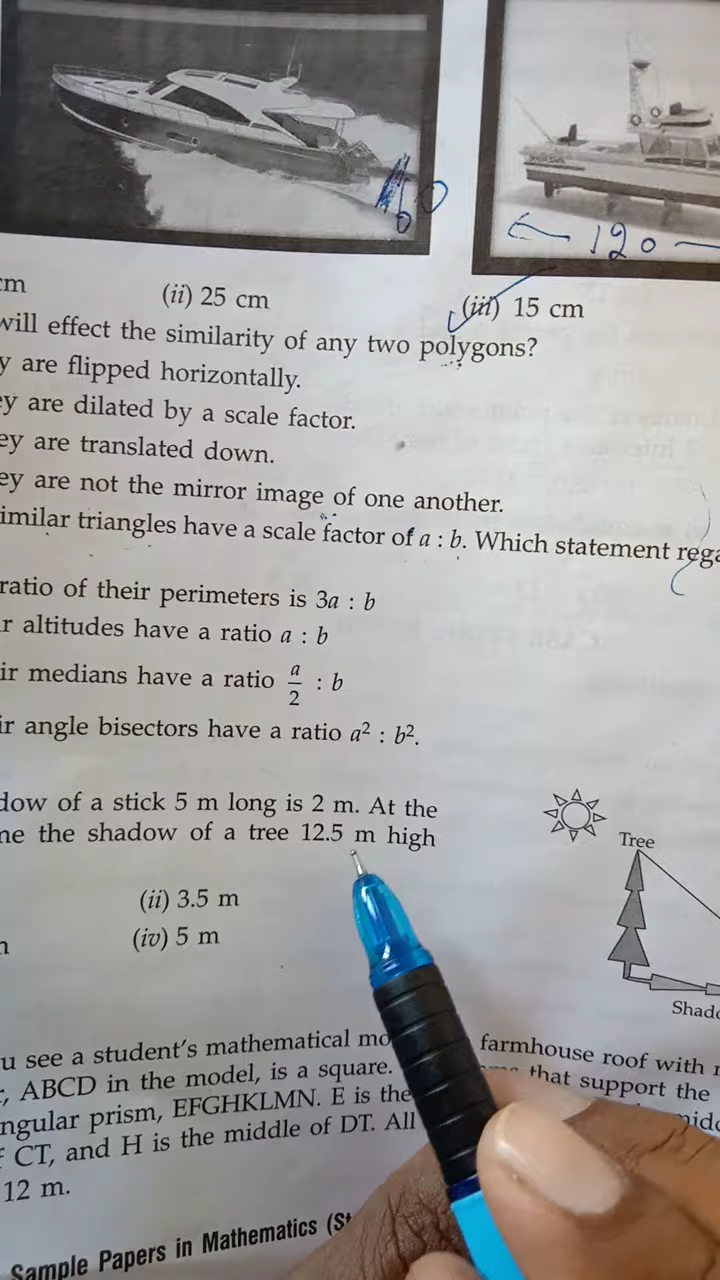 60
120
cm
(ii) 25 cm
(iii) 15 cm
will effect the similarity of any two polygons?
y are flipped horizontally.
ey are dilated by a scale factor.
ey are translated down.
ey are not the mirror image of one another.
imilar triangles have a scale factor of a : b. Which statement rega
ratio of their perimeters is 3a : b
r altitudes have a ratio a : b
ir medians have a ratio a/2 : b
ir angle bisectors have a ratio a² : b².
dow of a stick 5 m long is 2 m. At the
ne the shadow of a tree 12.5 m high
Tree
(ii) 3.5 m
(iv) 5 m
Shad
u see a student's mathematical mo farmhouse roof with
, ABCD in the model, is a square. that support the
ngular prism, EFGHKLMN. E is the
CT, and H is the middle of DT. All
12 m.
Sample Papers in Mathematics (St